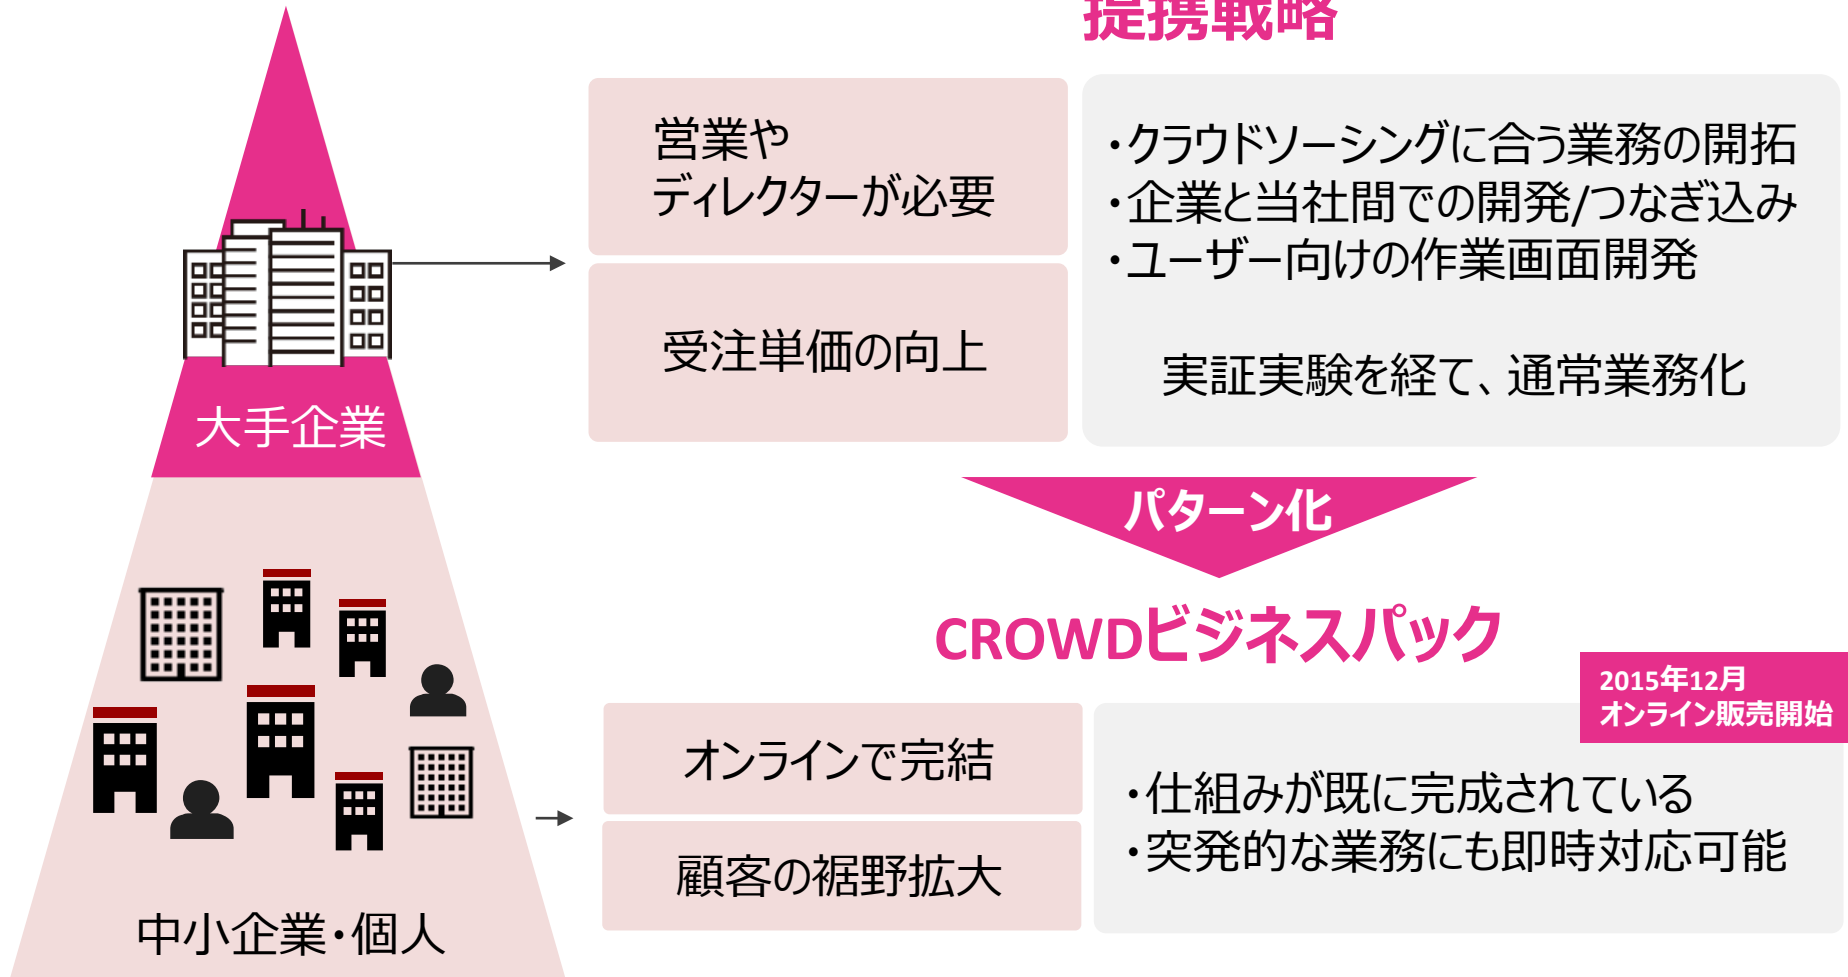 提携戦略
営業や
ディレクターが必要
受注単価の向上
・クラウドソーシングに合う業務の開拓
・企業と当社間での開発/つなぎ込み
・ユーザー向けの作業画面開発
実証実験を経て、通常業務化
大手企業
パターン化
CROWDビジネスパック
2015年12月
オンライン販売開始
オンラインで完結
顧客の裾野拡大
・仕組みが既に完成されている
・突発的な業務にも即時対応可能
中小企業・個人